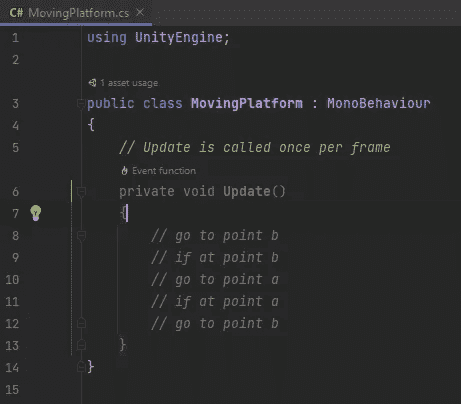 C# MovingPlatform.cs ×
1 using UnityEngine;
2
1 asset usage
3 public class MovingPlatform : MonoBehaviour
4 {
5 // Update is called once per frame
Event function
6 private void Update()
7 {
8 // go to point b
9 // if at point b
10 // go to point a
11 // if at point a
12 // go to point b
13 }
14 }
15